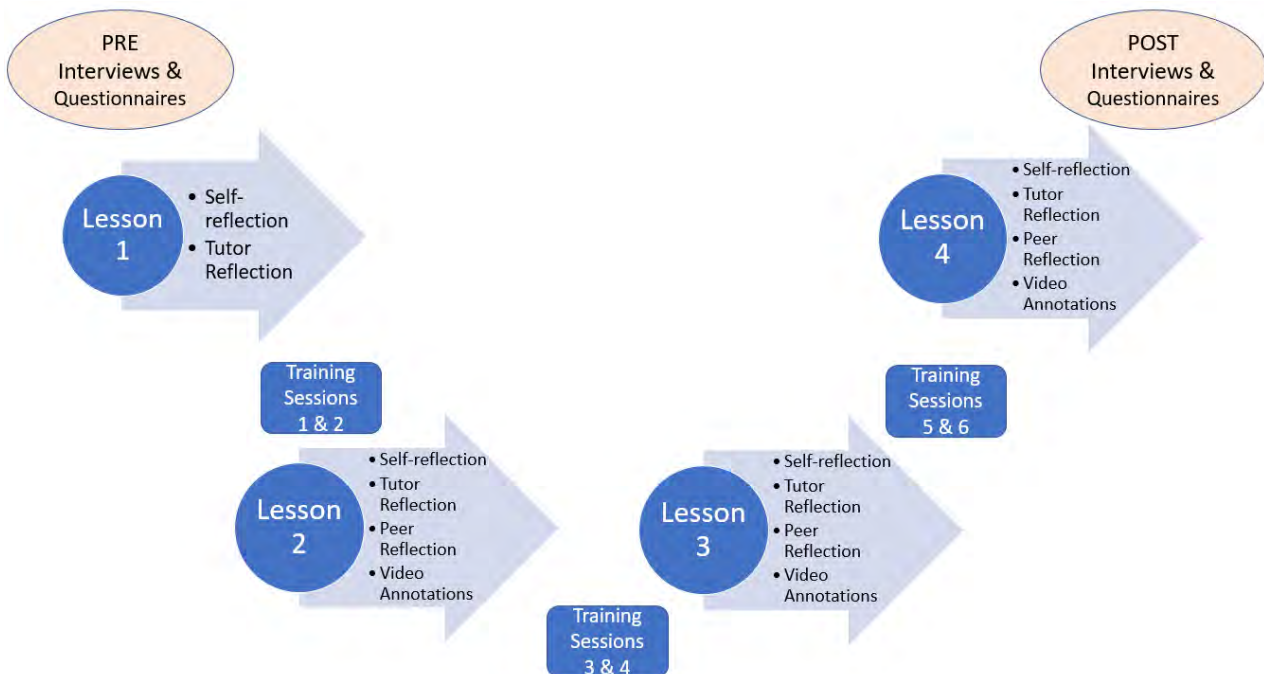 PRE
Interviews &
Questionnaires
POST
Interviews &
Questionnaires
Lesson
1
• Self-
reflection
• Tutor
Reflection
Lesson
4
• Self-reflection
• Tutor
Reflection
• Peer
Reflection
• Video
Annotations
Training
Sessions
1 & 2
Training
Sessions
5 & 6
Lesson
2
• Self-reflection
• Tutor
Reflection
• Peer
Reflection
• Video
Annotations
Lesson
3
• Self-reflection
• Tutor
Reflection
• Peer
Reflection
• Video
Annotations
Training
Sessions
3 & 4